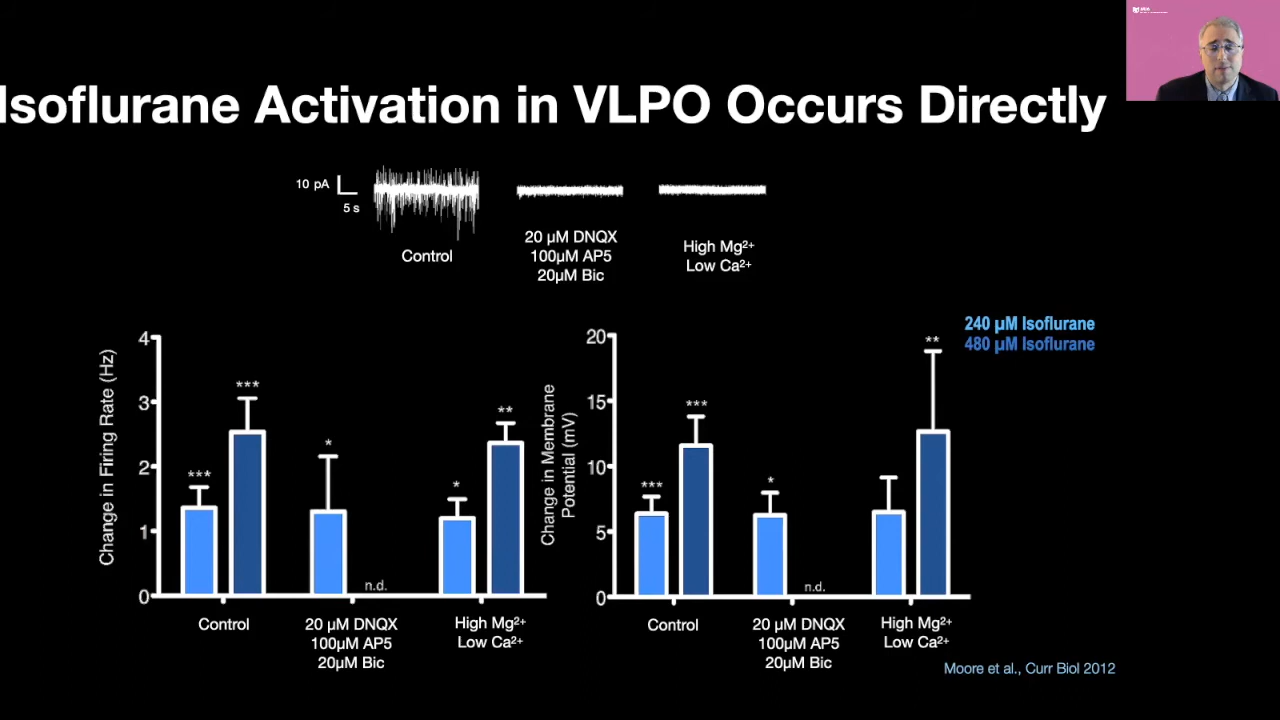 Isoflurane Activation in VLPO Occurs Directly
10 pA
5 s
Control
20 µM DNQX
100µM AP5
20µM Bic
High Mg²⁺
Low Ca²⁺
240 µM Isoflurane
480 µM Isoflurane
Change in Firing Rate (Hz)
4
3
2
1
0
***
***
*
n.d.
*
**
Control
20 µM DNQX
100µM AP5
20µM Bic
High Mg²⁺
Low Ca²⁺
Change in Membrane
Potential (mV)
20
15
10
5
0
***
***
*
n.d.
**
Control
20 µM DNQX
100µM AP5
20µM Bic
High Mg²⁺
Low Ca²⁺
Moore et al., Curr Biol 2012